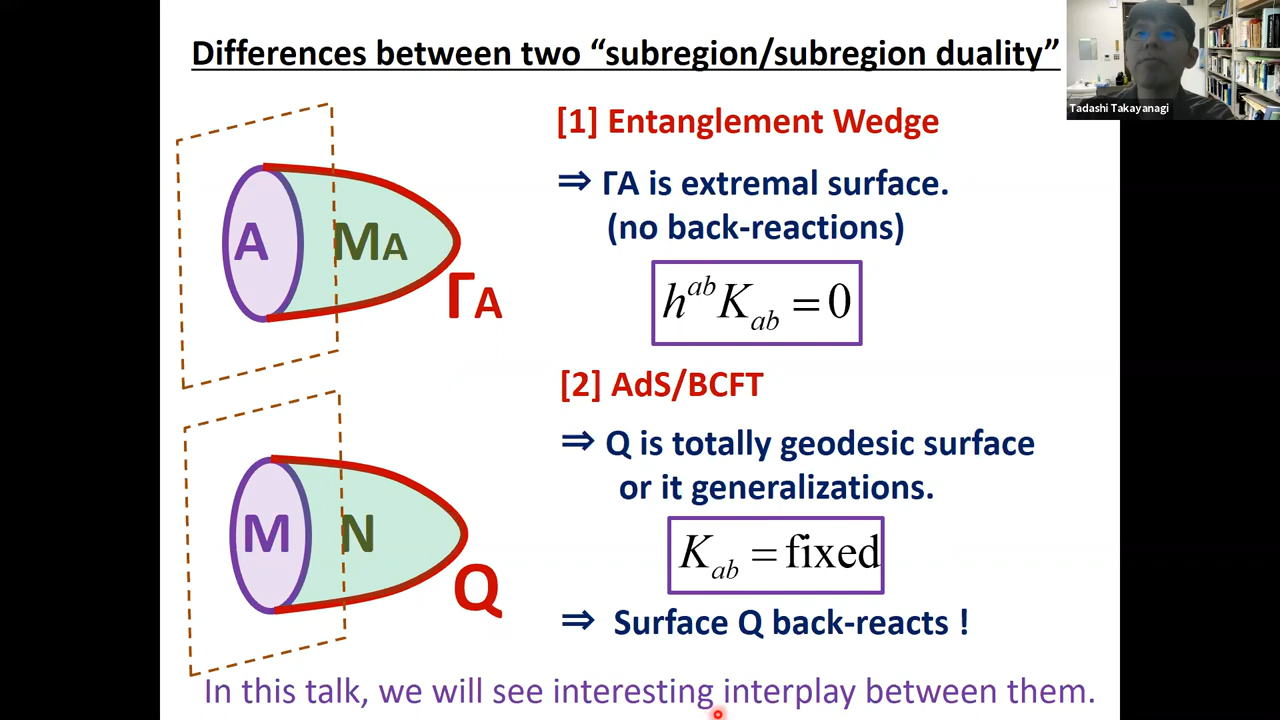 Differences between two “subregion/subregion duality”
Tadashi Takayanagi
[1] Entanglement Wedge
⇒ ΓA is extremal surface.
(no back-reactions)
A
MA
ΓA
h^{ab}K_{ab} = 0
[2] AdS/BCFT
⇒ Q is totally geodesic surface
or it generalizations.
M
N
Q
K_{ab} = fixed
⇒ Surface Q back-reacts !
In this talk, we will see interesting interplay between them.